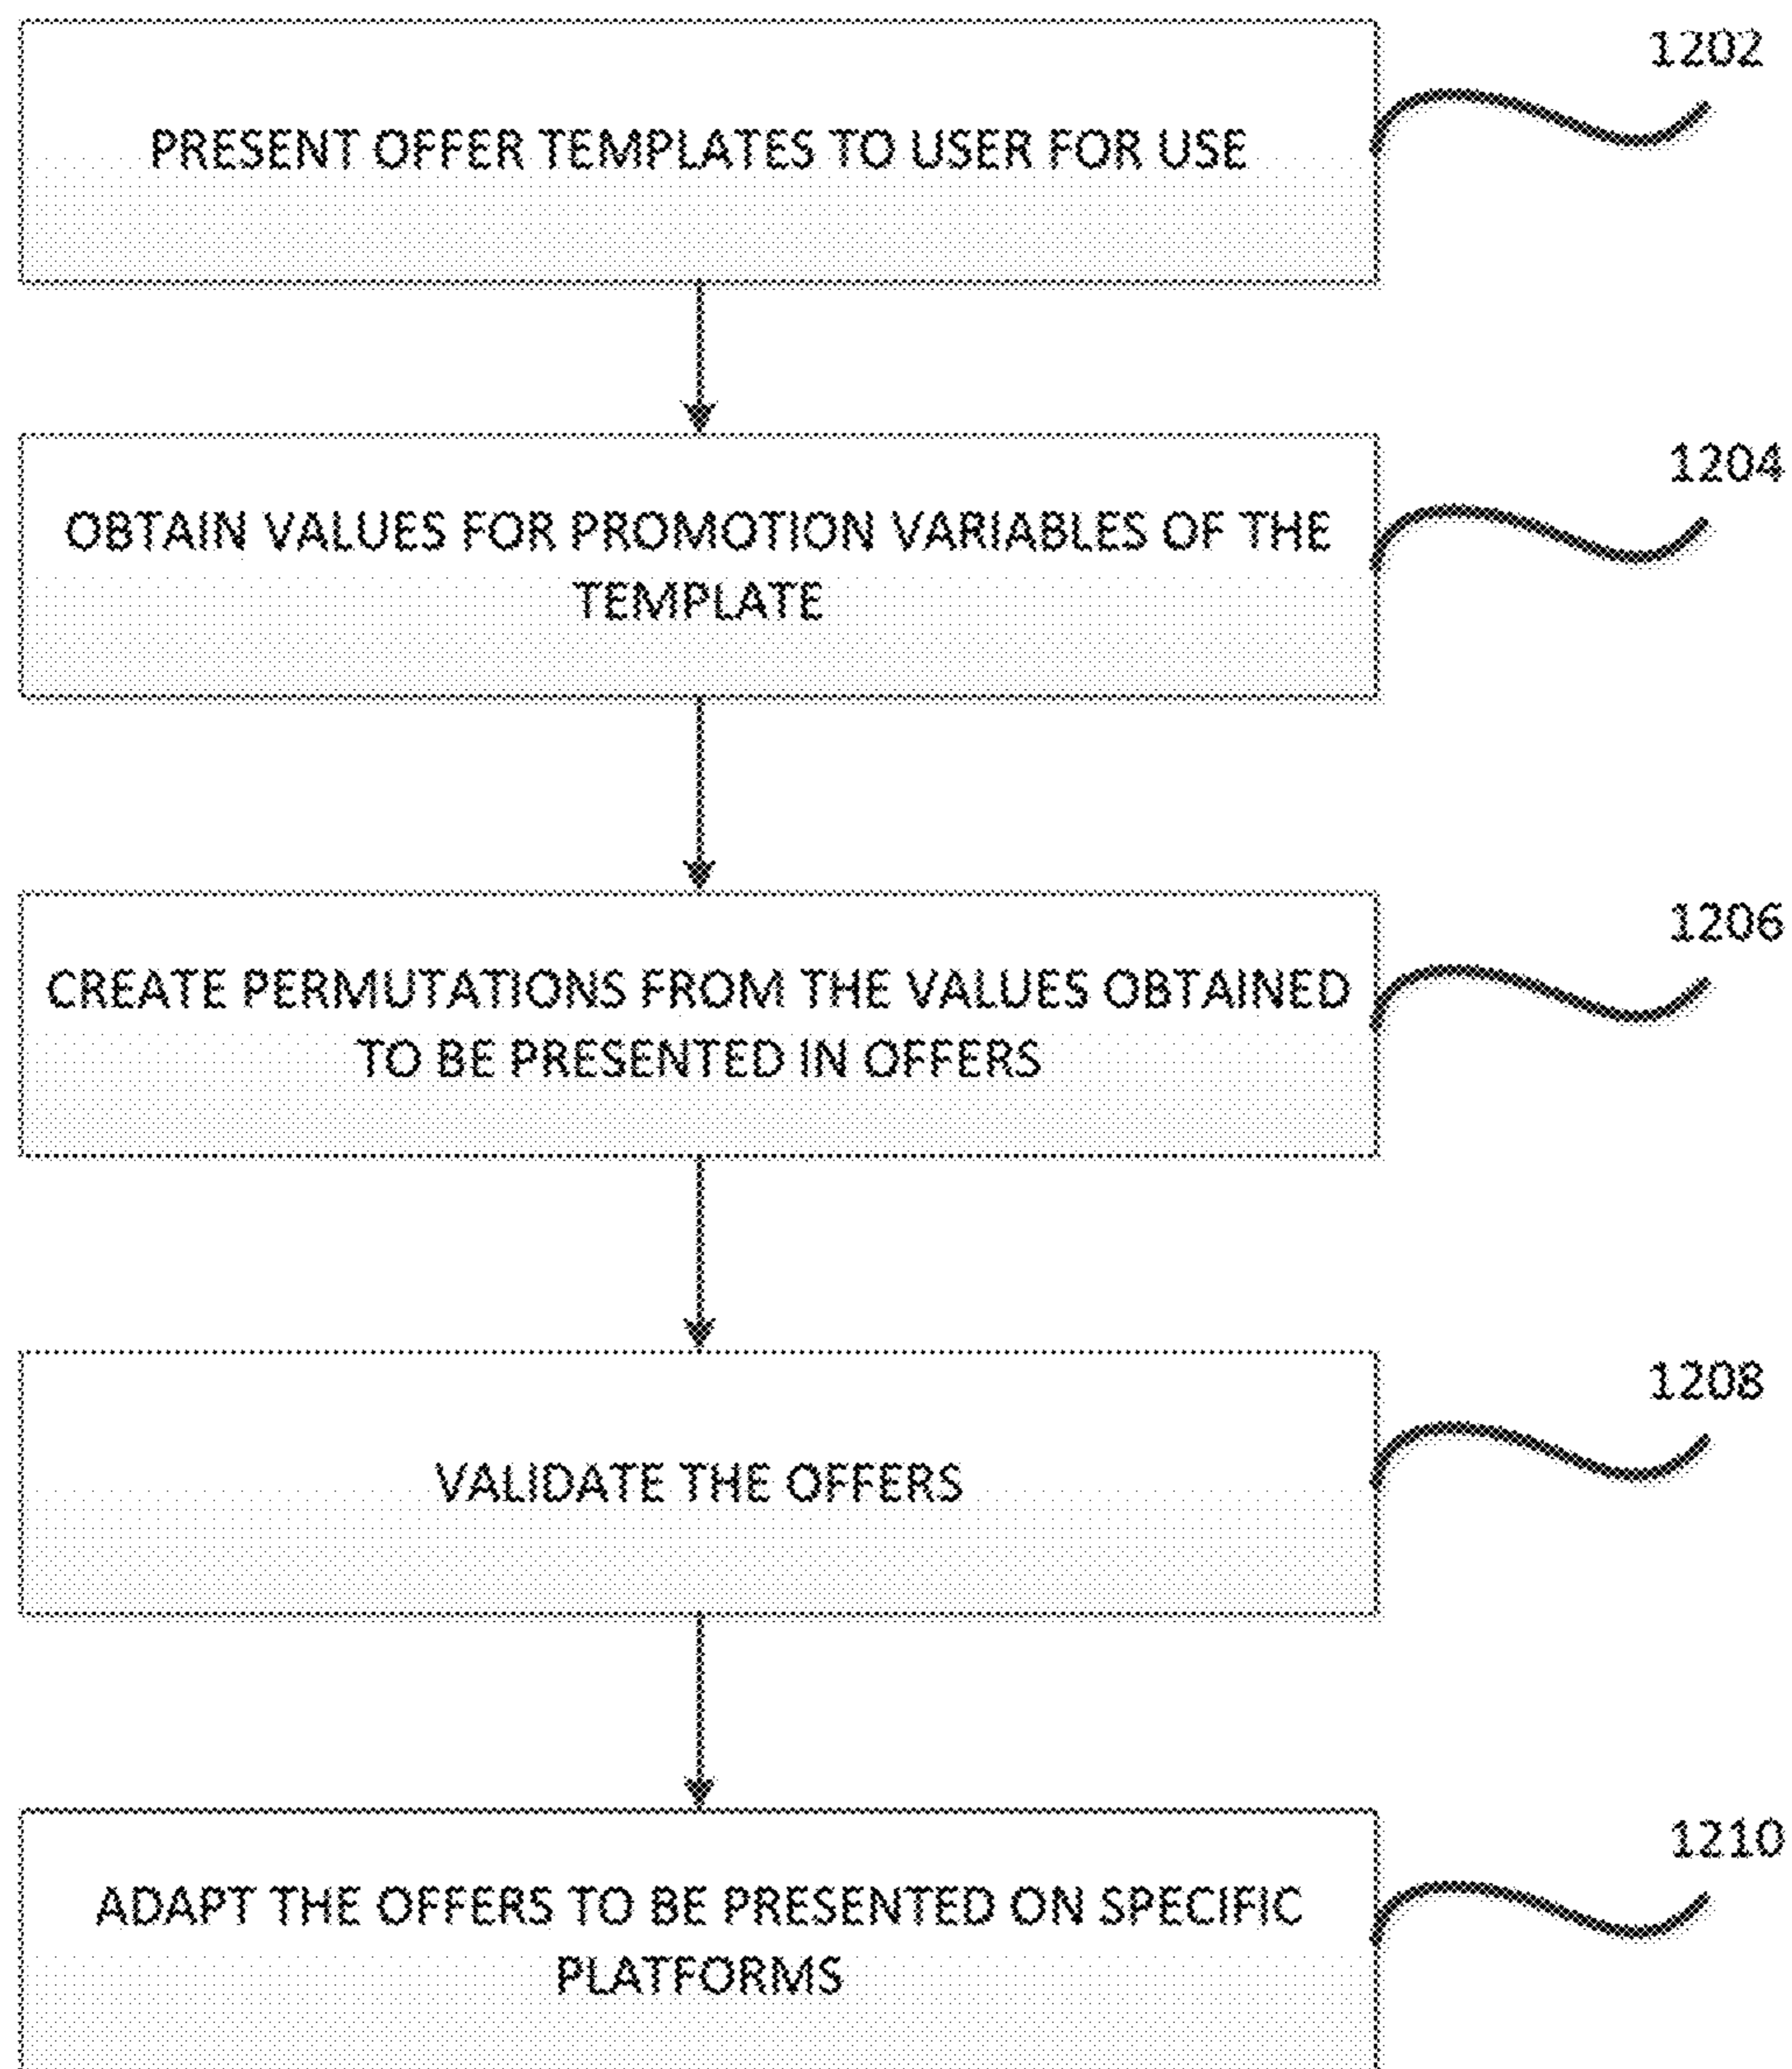 1202
PRESENT OFFER TEMPLATES TO USER FOR USE
1204
OBTAIN VALUES FOR PROMOTION VARIABLES OF THE
TEMPLATE
1206
CREATE PERMUTATIONS FROM THE VALUES OBTAINED
TO BE PRESENTED IN OFFERS
1208
VALIDATE THE OFFERS
1210
ADAPT THE OFFERS TO BE PRESENTED ON SPECIFIC
PLATFORMS